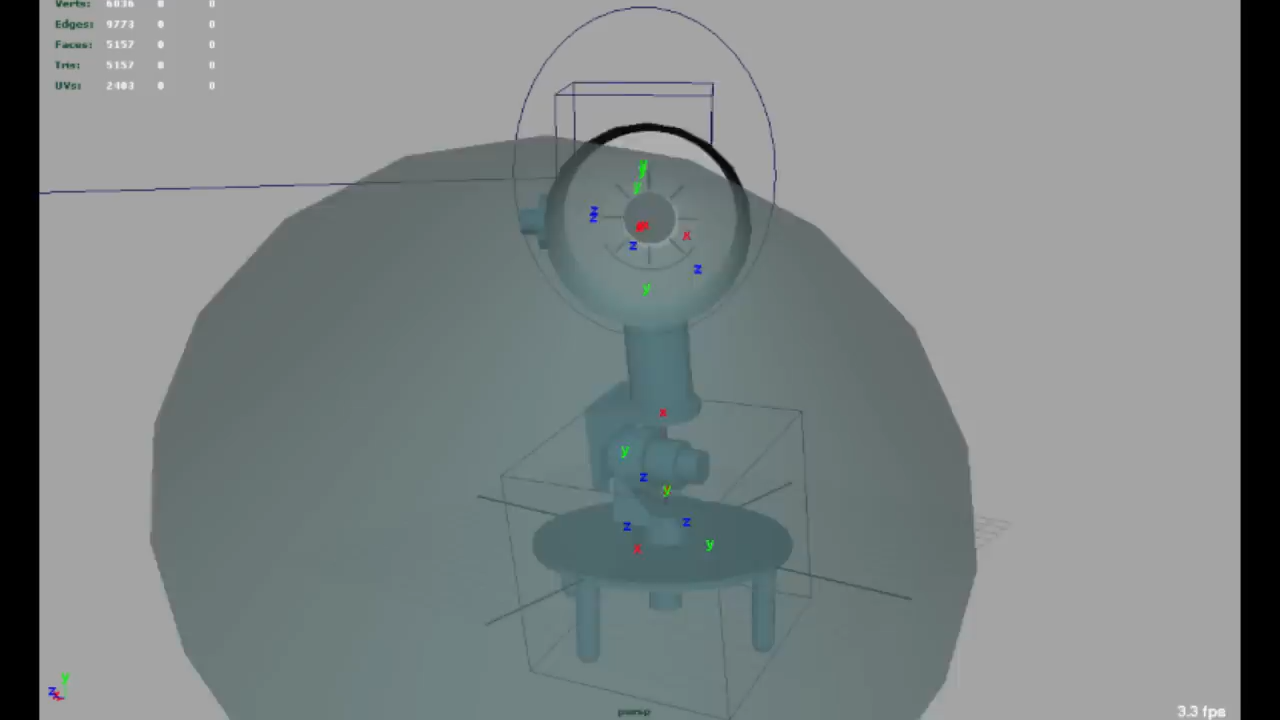 Verts: 6036 0 0
Edges: 9773 0 0
Faces: 5157 0 0
Tris: 5157 0 0
UVs: 2403 0 0
y
y
y
z
z
x
z
x
z
y
x
y
z
y
z
z
y
x
y
z x
persp
3.3 fps